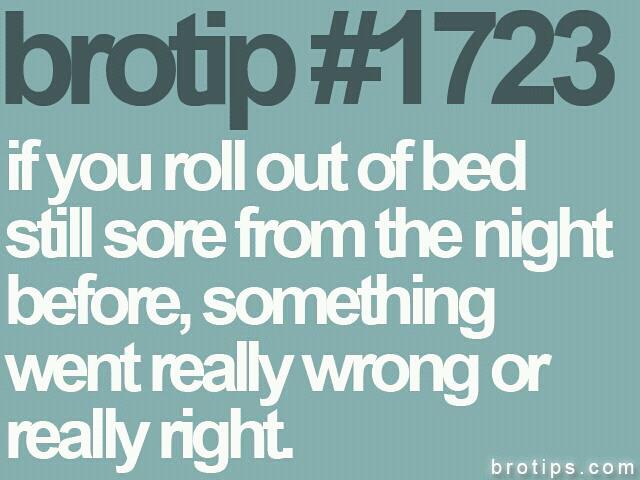 brotip #1723
if you roll out of bed
still sore from the night
before, something
went really wrong or
really right.
brotips.com